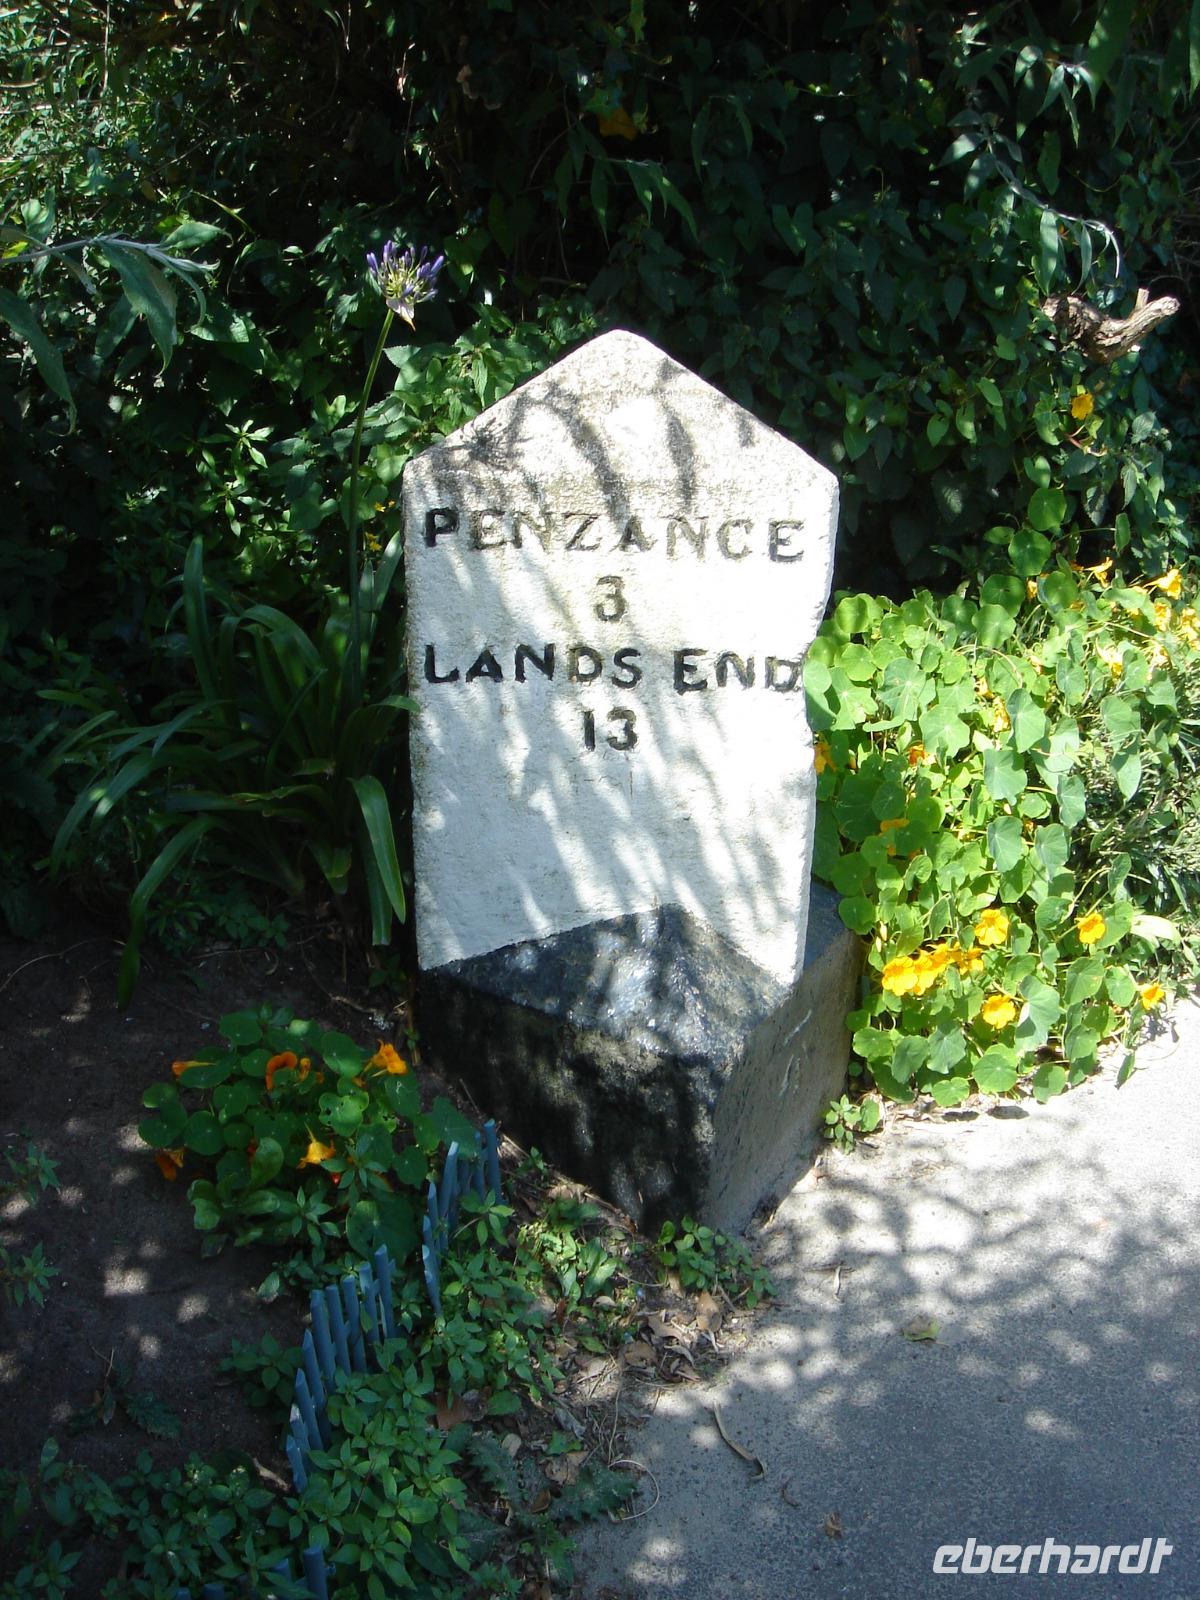 PENZANCE
3
LANDS END
13
eberhardt